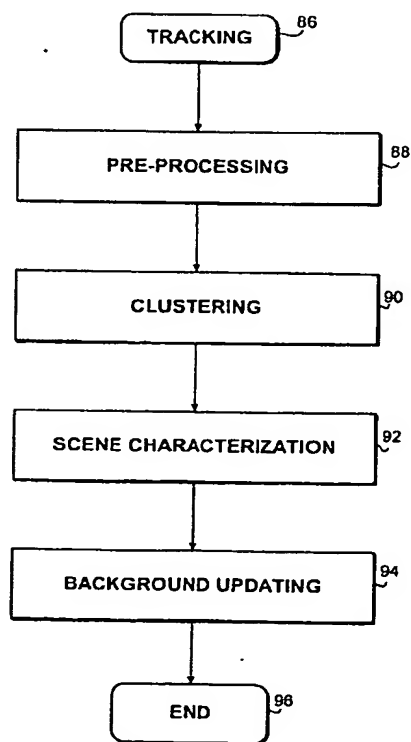 TRACKING
86
PRE-PROCESSING
88
CLUSTERING
90
SCENE CHARACTERIZATION
92
BACKGROUND UPDATING
94
END
96